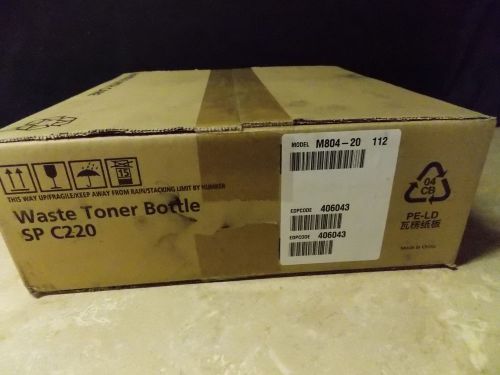 MODEL M804-20 112
EDPCODE 406043
EDPCODE 406043
15
THIS WAY UP/FRAGILE/KEEP AWAY FROM RAIN/STACKING LIMIT BY NUMBER
Waste Toner Bottle
SP C220
04
CB
PE-LD
瓦楞纸板
Made in China